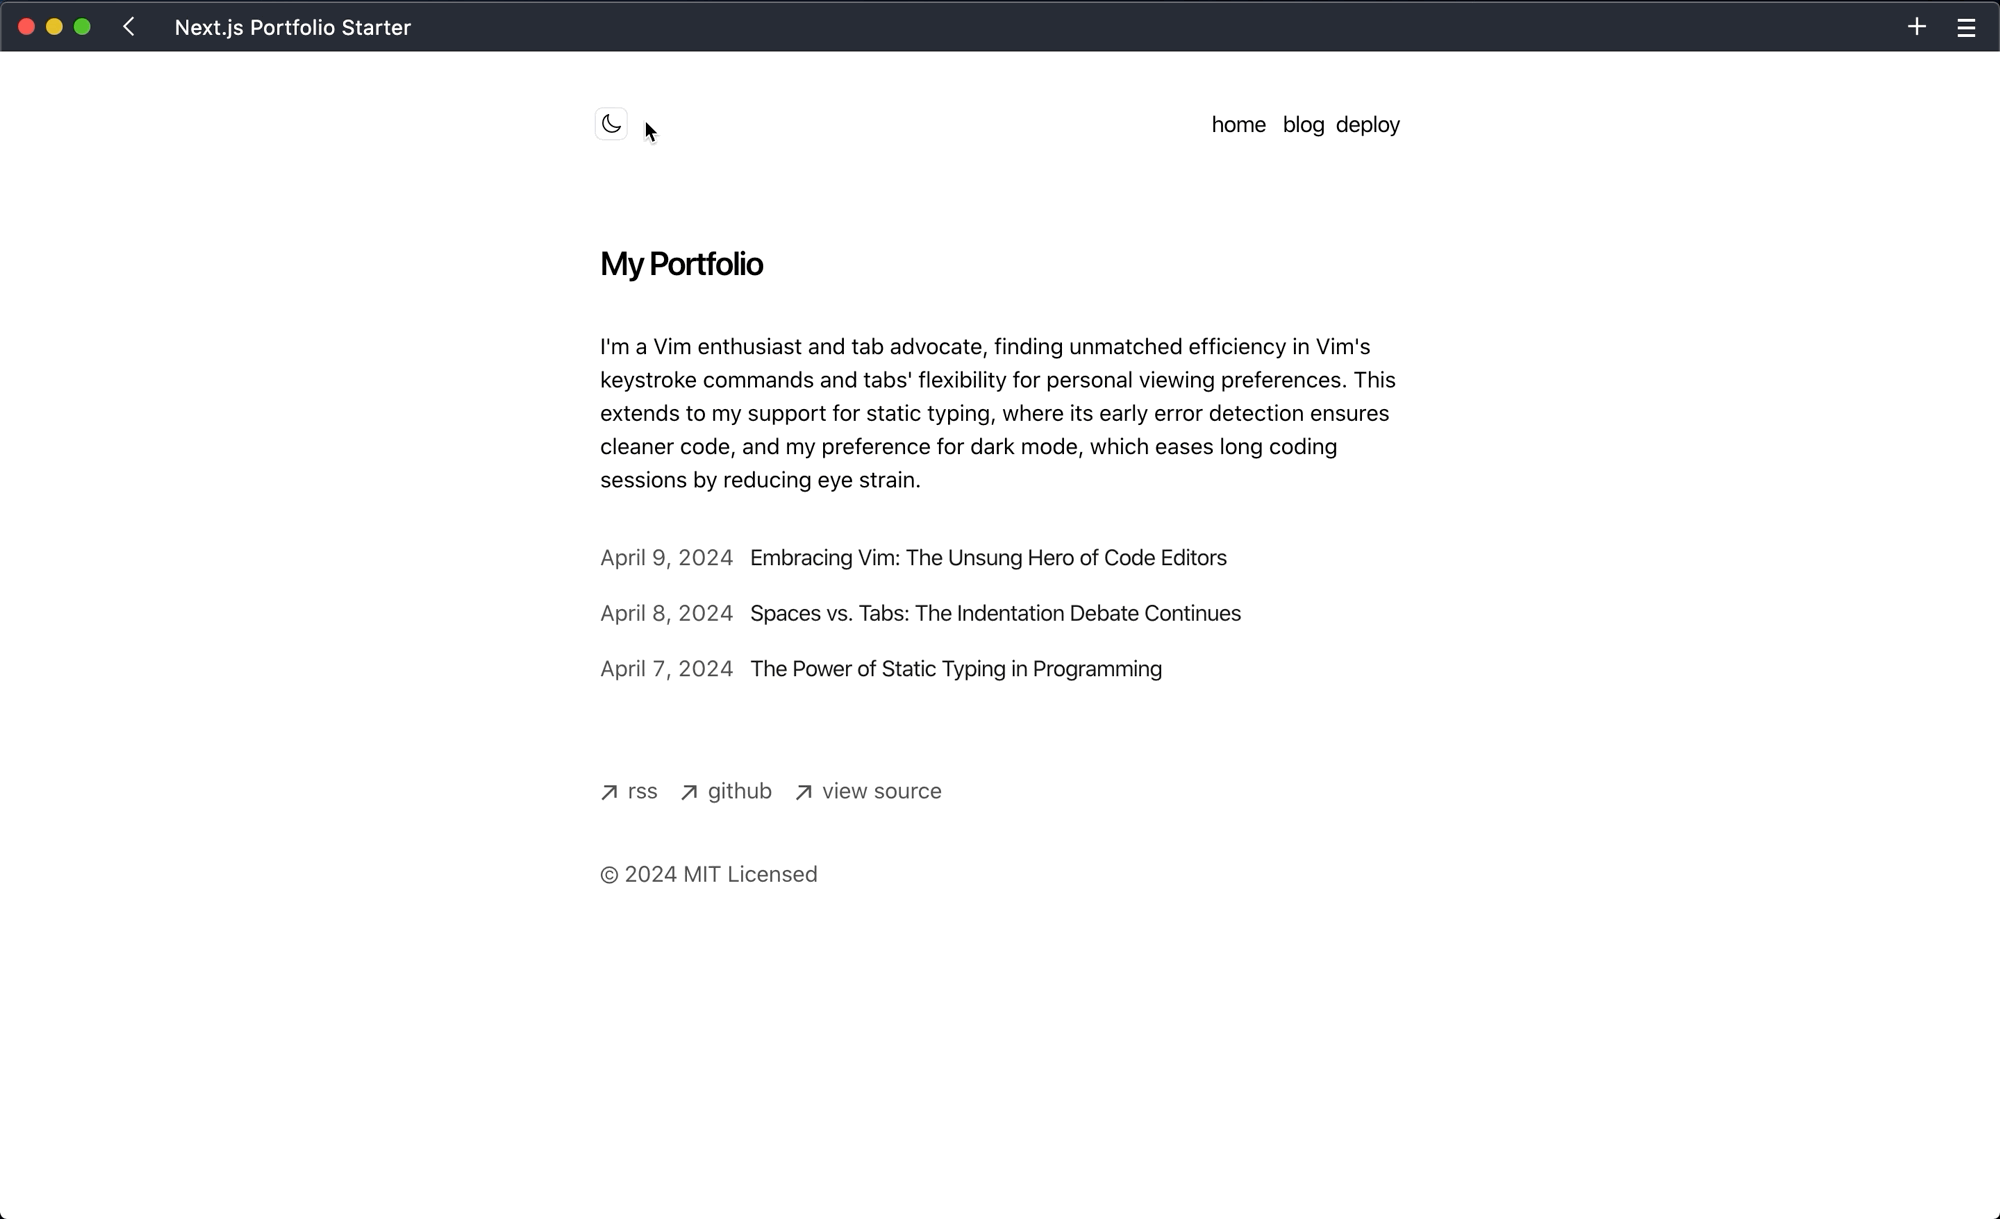 Next.js Portfolio Starter
home blog deploy
My Portfolio
I'm a Vim enthusiast and tab advocate, finding unmatched efficiency in Vim's
keystroke commands and tabs' flexibility for personal viewing preferences. This
extends to my support for static typing, where its early error detection ensures
cleaner code, and my preference for dark mode, which eases long coding
sessions by reducing eye strain.
April 9, 2024 Embracing Vim: The Unsung Hero of Code Editors
April 8, 2024 Spaces vs. Tabs: The Indentation Debate Continues
April 7, 2024 The Power of Static Typing in Programming
rss github view source
© 2024 MIT Licensed